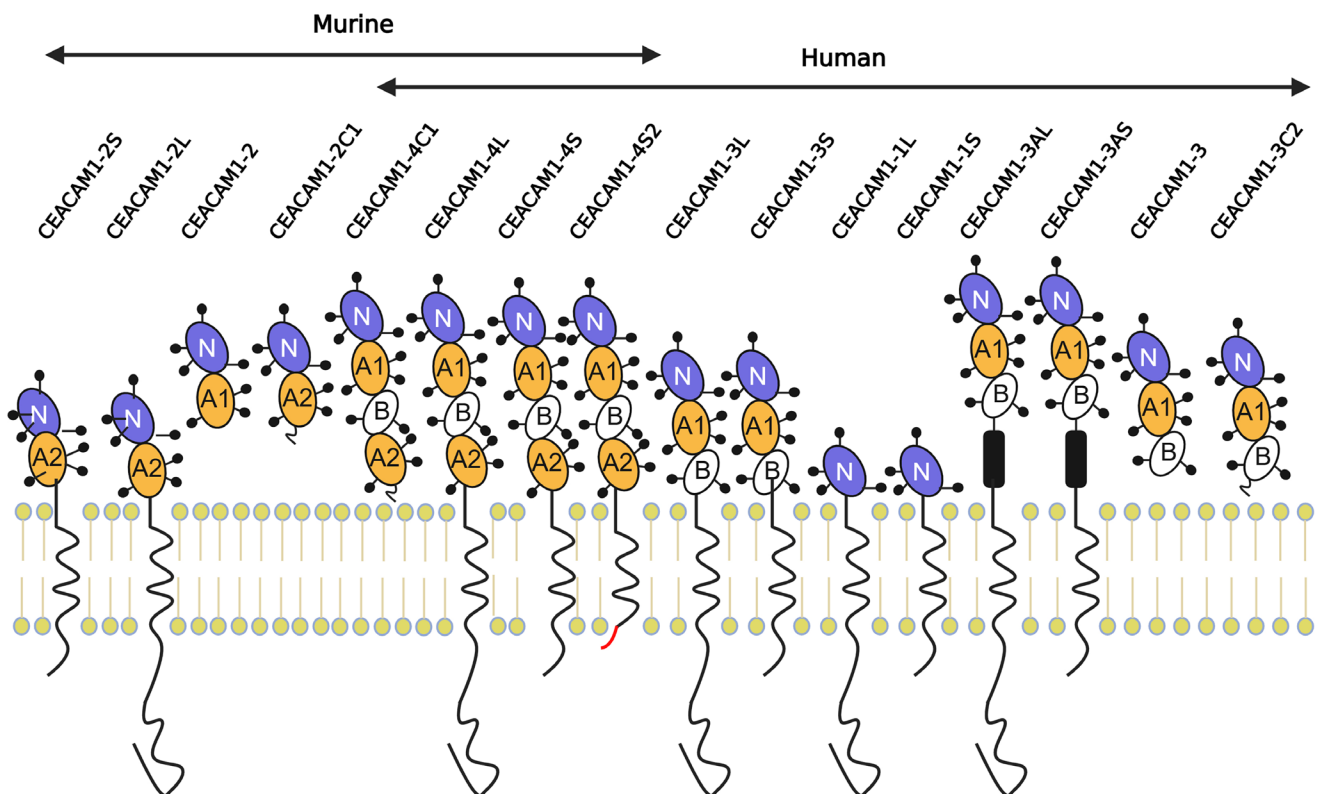 Murine
Human
CEACAM1-2S
CEACAM1-2L
CEACAM1-2
CEACAM1-2C1
CEACAM1-4C1
CEACAM1-4L
CEACAM1-4S
CEACAM1-4S2
CEACAM1-3L
CEACAM1-3S
CEACAM1-1L
CEACAM1-1S
CEACAM1-3AL
CEACAM1-3AS
CEACAM1-3
CEACAM1-3C2
N
A2
N
A2
N
A1
N
A2
N
A1
B
A2
N
A1
B
A2
N
A1
B
A2
N
A1
B
A2
N
A1
B
N
A1
B
N
N
N
A1
B
N
A1
B
N
A1
B
N
A1
B